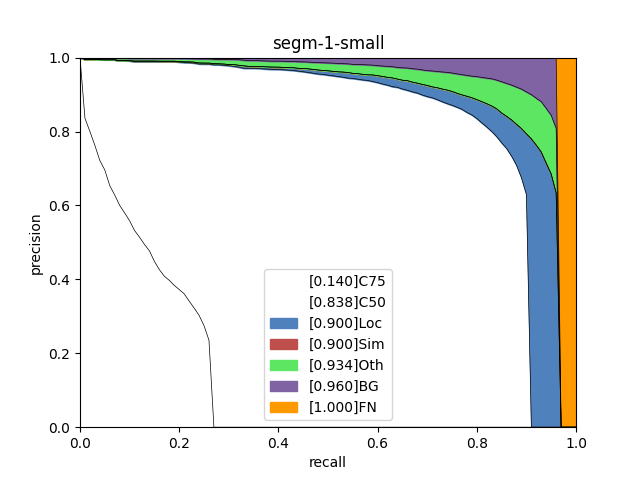 segm-1-small
1.0
0.8
0.6
0.4
0.2
0.0
precision
[0.140]C75
[0.838]C50
[0.900]Loc
[0.900]Sim
[0.934]Oth
[0.960]BG
[1.000]FN
0.0 0.2 0.4 0.6 0.8 1.0
recall